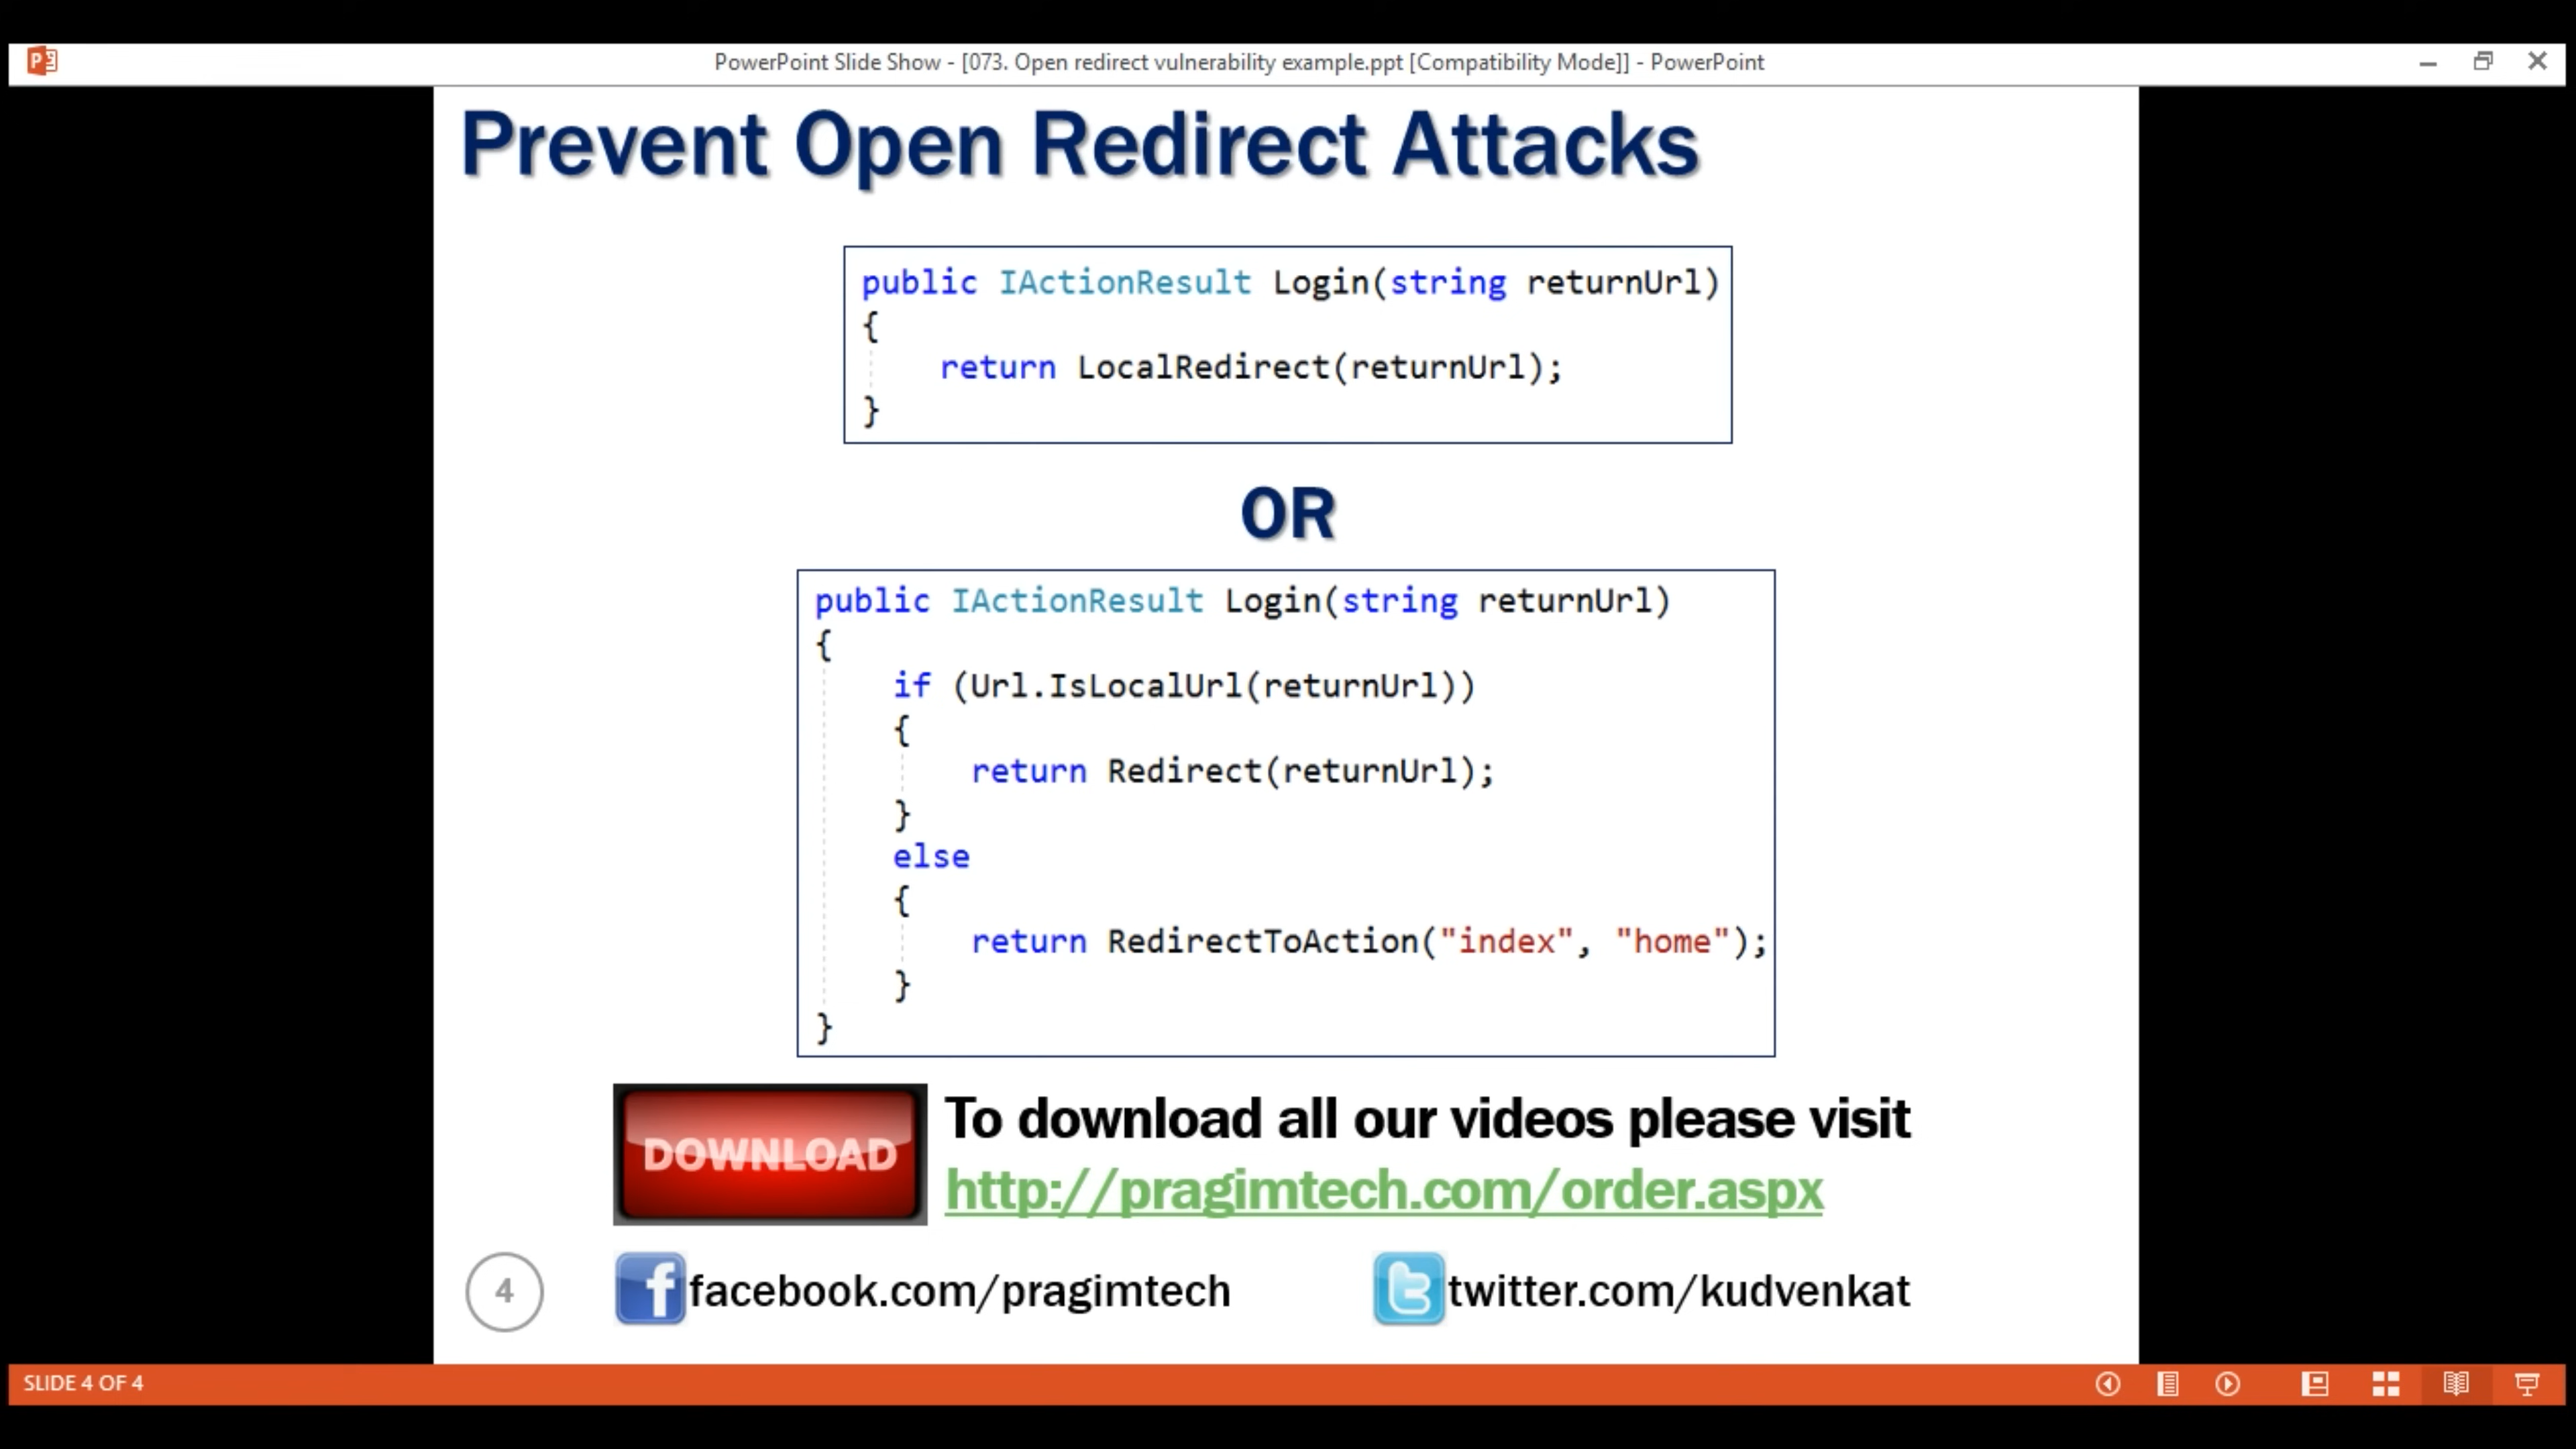 PowerPoint Slide Show - [073. Open redirect vulnerability example.ppt [Compatibility Mode]] - PowerPoint
Prevent Open Redirect Attacks
public IActionResult Login(string returnUrl)
{
return LocalRedirect(returnUrl);
}
OR
public IActionResult Login(string returnUrl)
{
if (Url.IsLocalUrl(returnUrl))
{
return Redirect(returnUrl);
}
else
{
return RedirectToAction("index", "home");
}
}
DOWNLOAD
To download all our videos please visit
http://pragimtech.com/order.aspx
4
facebook.com/pragimtech
twitter.com/kudvenkat
SLIDE 4 OF 4